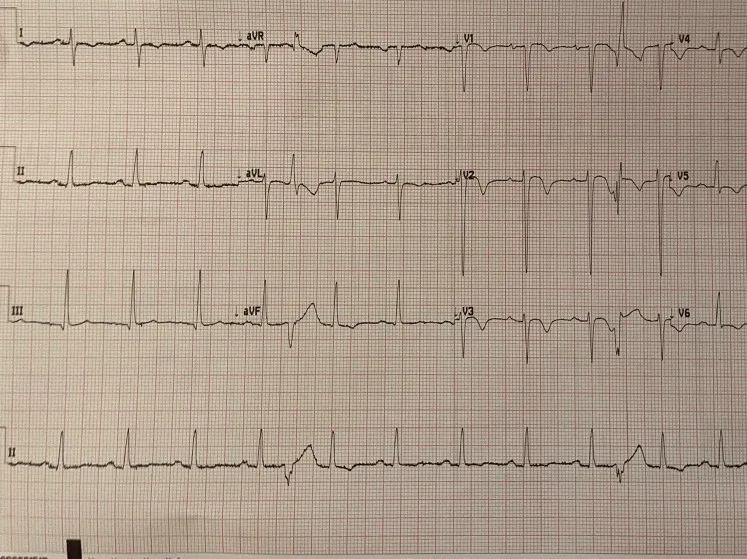 I ↓ aVR ↓ V1 ↓ V4
II ↓ aVL ↓ V2 ↓ V5
III ↓ aVF ↓ V3 ↓ V6
II